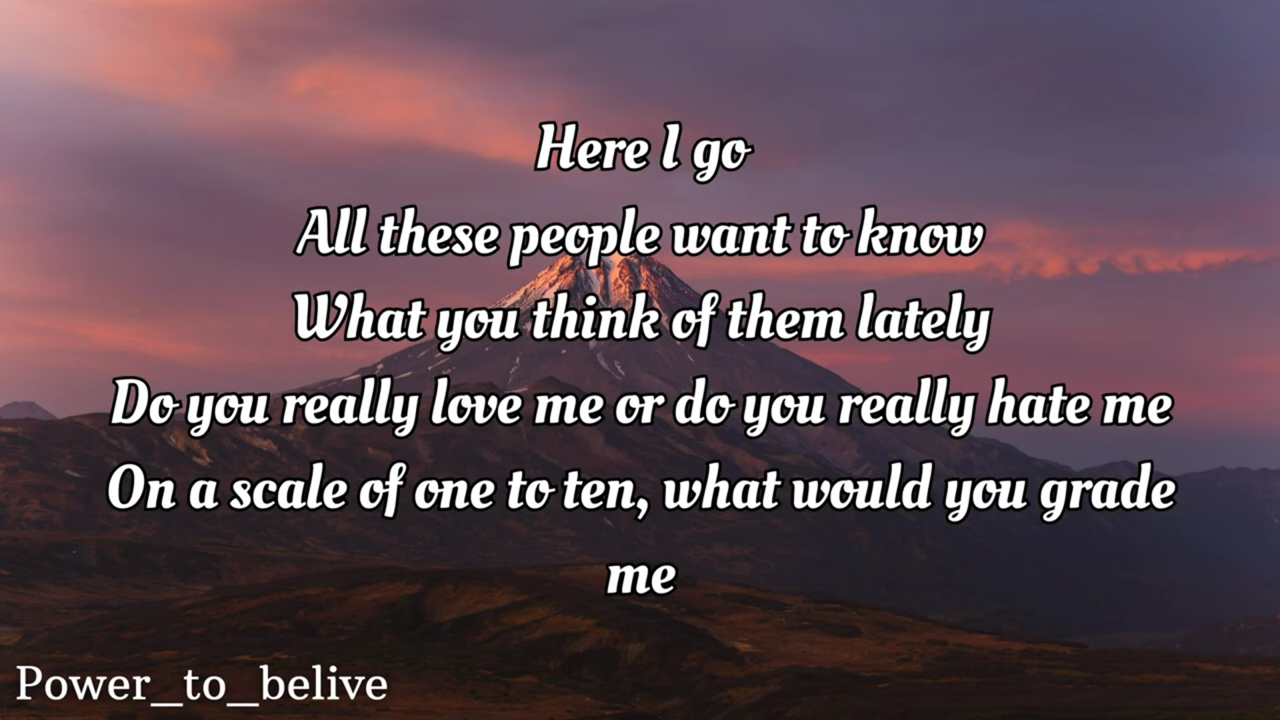 Here I go
All these people want to know
What you think of them lately
Do you really love me or do you really hate me
On a scale of one to ten, what would you grade
me
Power_to_belive